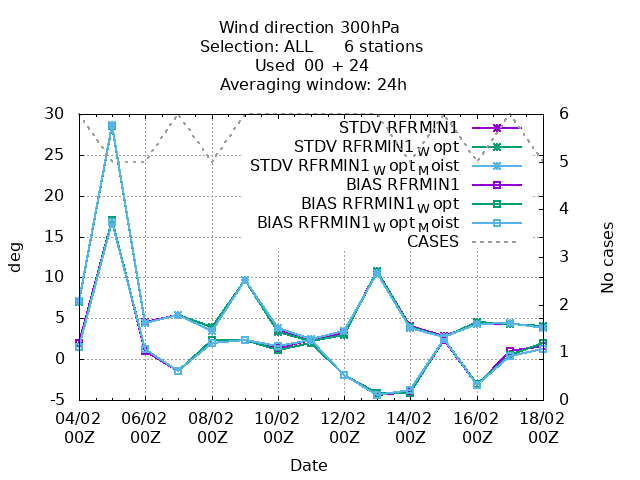 Wind direction 300hPa
Selection: ALL      6 stations
Used  00 + 24
Averaging window: 24h
STDV RFRMIN1
STDV RFRMIN1_W opt
STDV RFRMIN1_W opt_M oist
BIAS RFRMIN1
BIAS RFRMIN1_W opt
BIAS RFRMIN1_W opt_M oist
CASES
30
25
20
15
10
5
0
-5
deg
6
5
4
3
2
1
0
No cases
04/02 06/02 08/02 10/02 12/02 14/02 16/02 18/02
00Z 00Z 00Z 00Z 00Z 00Z 00Z 00Z
Date